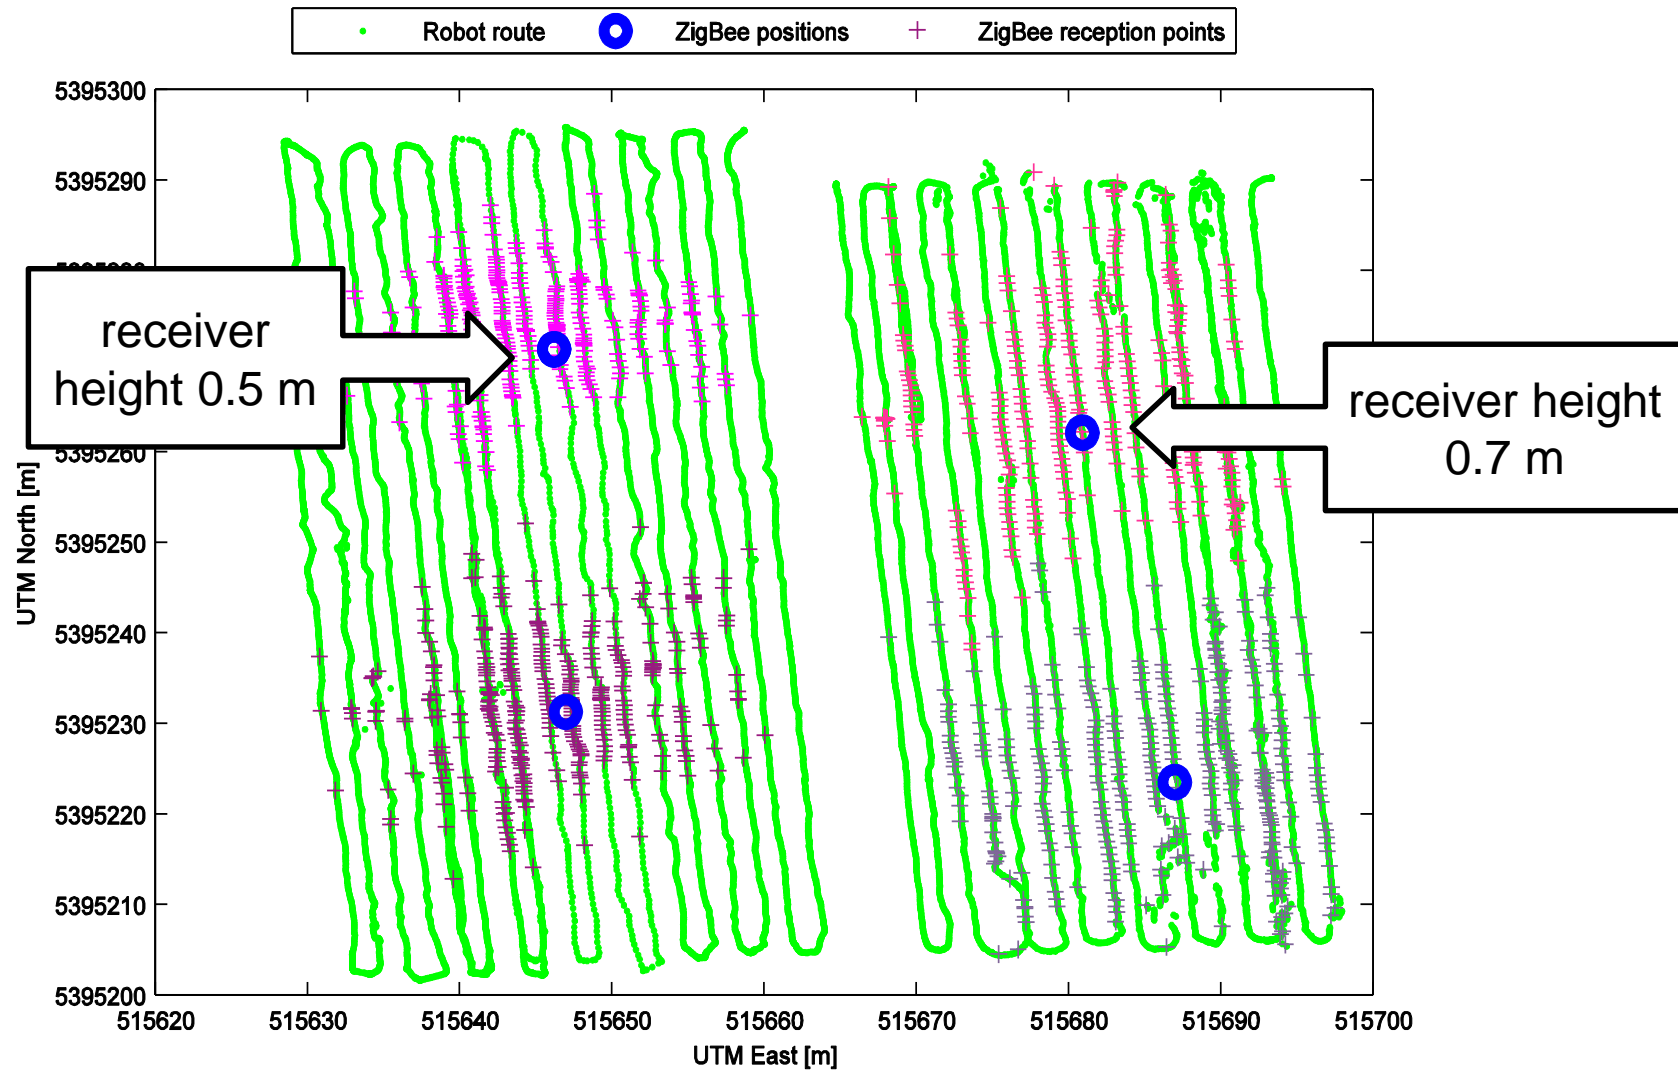 Robot route ZigBee positions ZigBee reception points
5395300
5395290
receiver
height 0.5 m
receiver height
0.7 m
5395260
5395250
5395240
5395230
5395220
5395210
5395200
UTM North [m]
515620 515630 515640 515650 515660 515670 515680 515690 515700
UTM East [m]